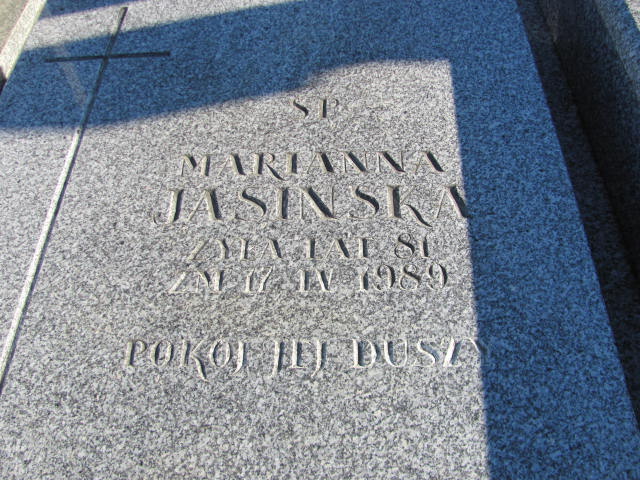 ŚP
MARIANNA
JASIŃSKA
ŻYŁA LAT 81
ZM 17 IV 1989
POKÓJ JEJ DUSZY